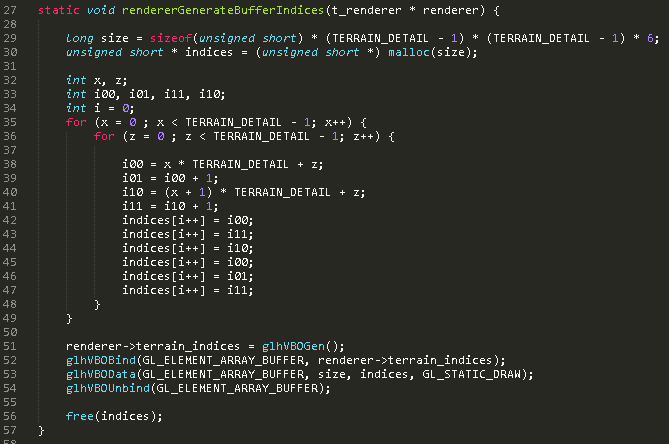 27 static void rendererGenerateBufferIndices(t_renderer * renderer) {
28
29 long size = sizeof(unsigned short) * (TERRAIN_DETAIL - 1) * (TERRAIN_DETAIL - 1) * 6;
30 unsigned short * indices = (unsigned short *) malloc(size);
31
32 int x, z;
33 int i00, i01, i11, i10;
34 int i = 0;
35 for (x = 0 ; x < TERRAIN_DETAIL - 1; x++) {
36 for (z = 0 ; z < TERRAIN_DETAIL - 1; z++) {
37
38 i00 = x * TERRAIN_DETAIL + z;
39 i01 = i00 + 1;
40 i10 = (x + 1) * TERRAIN_DETAIL + z;
41 i11 = i10 + 1;
42 indices[i++] = i00;
43 indices[i++] = i11;
44 indices[i++] = i10;
45 indices[i++] = i00;
46 indices[i++] = i01;
47 indices[i++] = i11;
48 }
49 }
50
51 renderer->terrain_indices = glhVBOGen();
52 glhVBOBind(GL_ELEMENT_ARRAY_BUFFER, renderer->terrain_indices);
53 glhVBOData(GL_ELEMENT_ARRAY_BUFFER, size, indices, GL_STATIC_DRAW);
54 glhVBOUnbind(GL_ELEMENT_ARRAY_BUFFER);
55
56 free(indices);
57 }